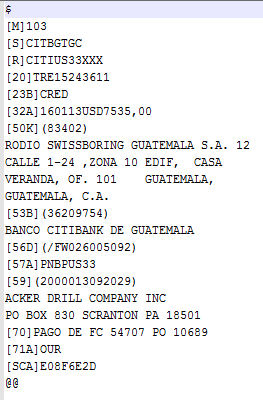 $
[M]103
[S]CITBGTGC
[R]CITIUS33XXX
[20]TRE15243611
[23B]CRED
[32A]160113USD7535,00
[50K](83402)
RODIO SWISSBORING GUATEMALA S.A. 12
CALLE 1-24 ,ZONA 10 EDIF,  CASA
VERANDA, OF. 101    GUATEMALA,
GUATEMALA, C.A.
[53B](36209754)
BANCO CITIBANK DE GUATEMALA
[56D](/FW026005092)
[57A]PNBPUS33
[59](2000013092029)
ACKER DRILL COMPANY INC
PO BOX 830 SCRANTON PA 18501
[70]PAGO DE FC 54707 PO 10689
[71A]OUR
[SCA]E08F6E2D
@@